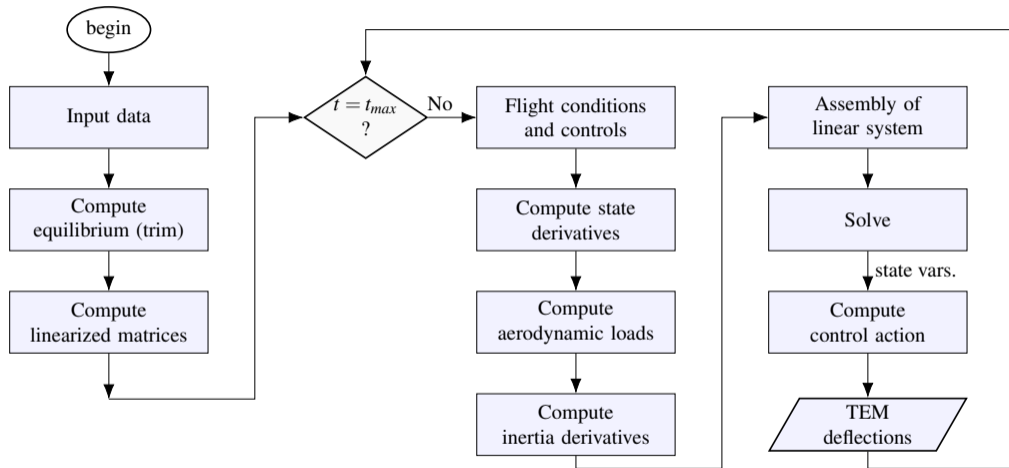 begin
Input data
Compute
equilibrium (trim)
Compute
linearized matrices
t = tmax
?
No
Flight conditions
and controls
Compute state
derivatives
Compute
aerodynamic loads
Compute
inertia derivatives
Assembly of
linear system
Solve
state vars.
Compute
control action
TEM
deflections